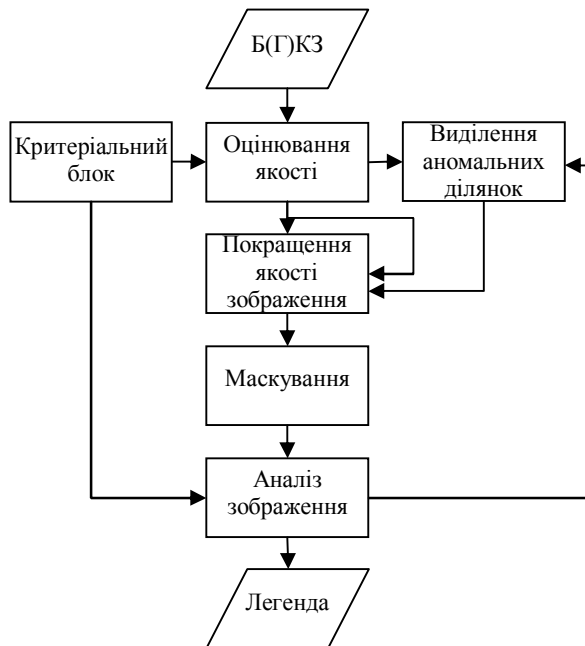 Б(Г)КЗ
Критеріальний
блок
Оцінювання
якості
Виділення
аномальних
ділянок
Покращення
якості
зображення
Маскування
Аналіз
зображення
Легенда